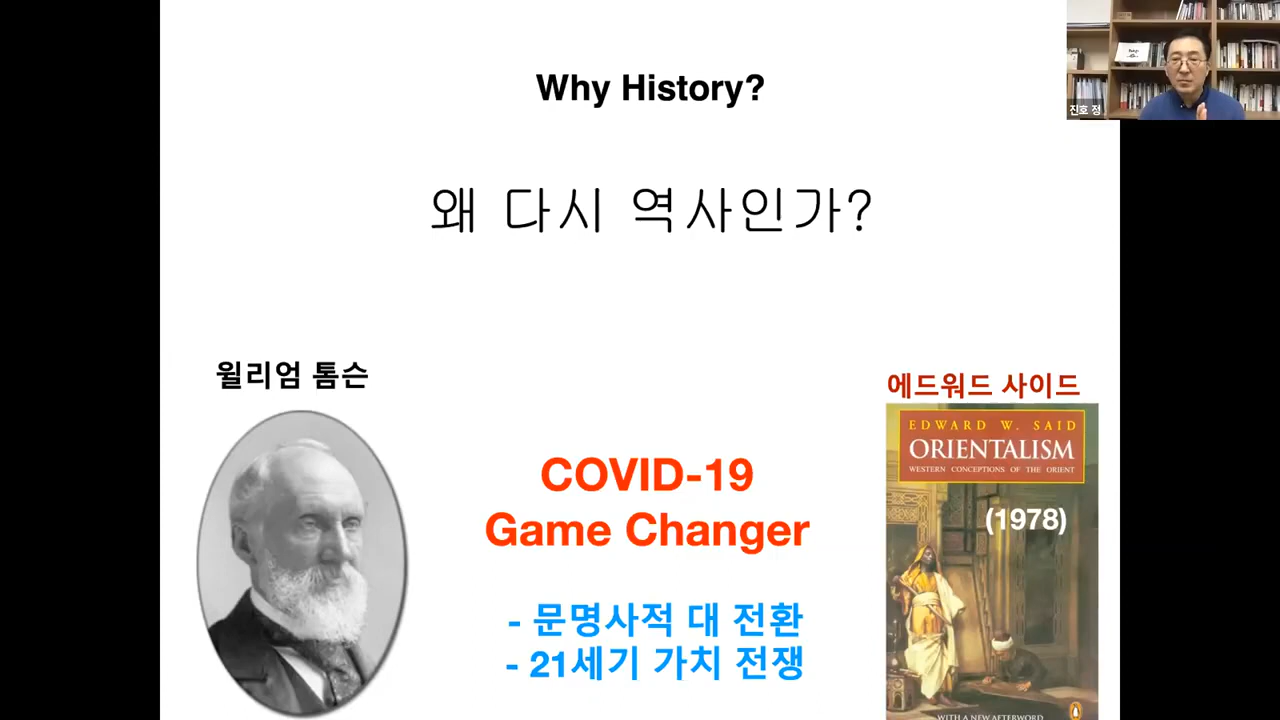 Why History?
진호 정
왜 다시 역사인가?
윌리엄 톰슨
에드워드 사이드
EDWARD W. SAID
ORIENTALISM
WESTERN CONCEPTIONS OF THE ORIENT
(1978)
COVID-19
Game Changer
- 문명사적 대 전환
- 21세기 가치 전쟁
WITH A NEW AFTERWORD